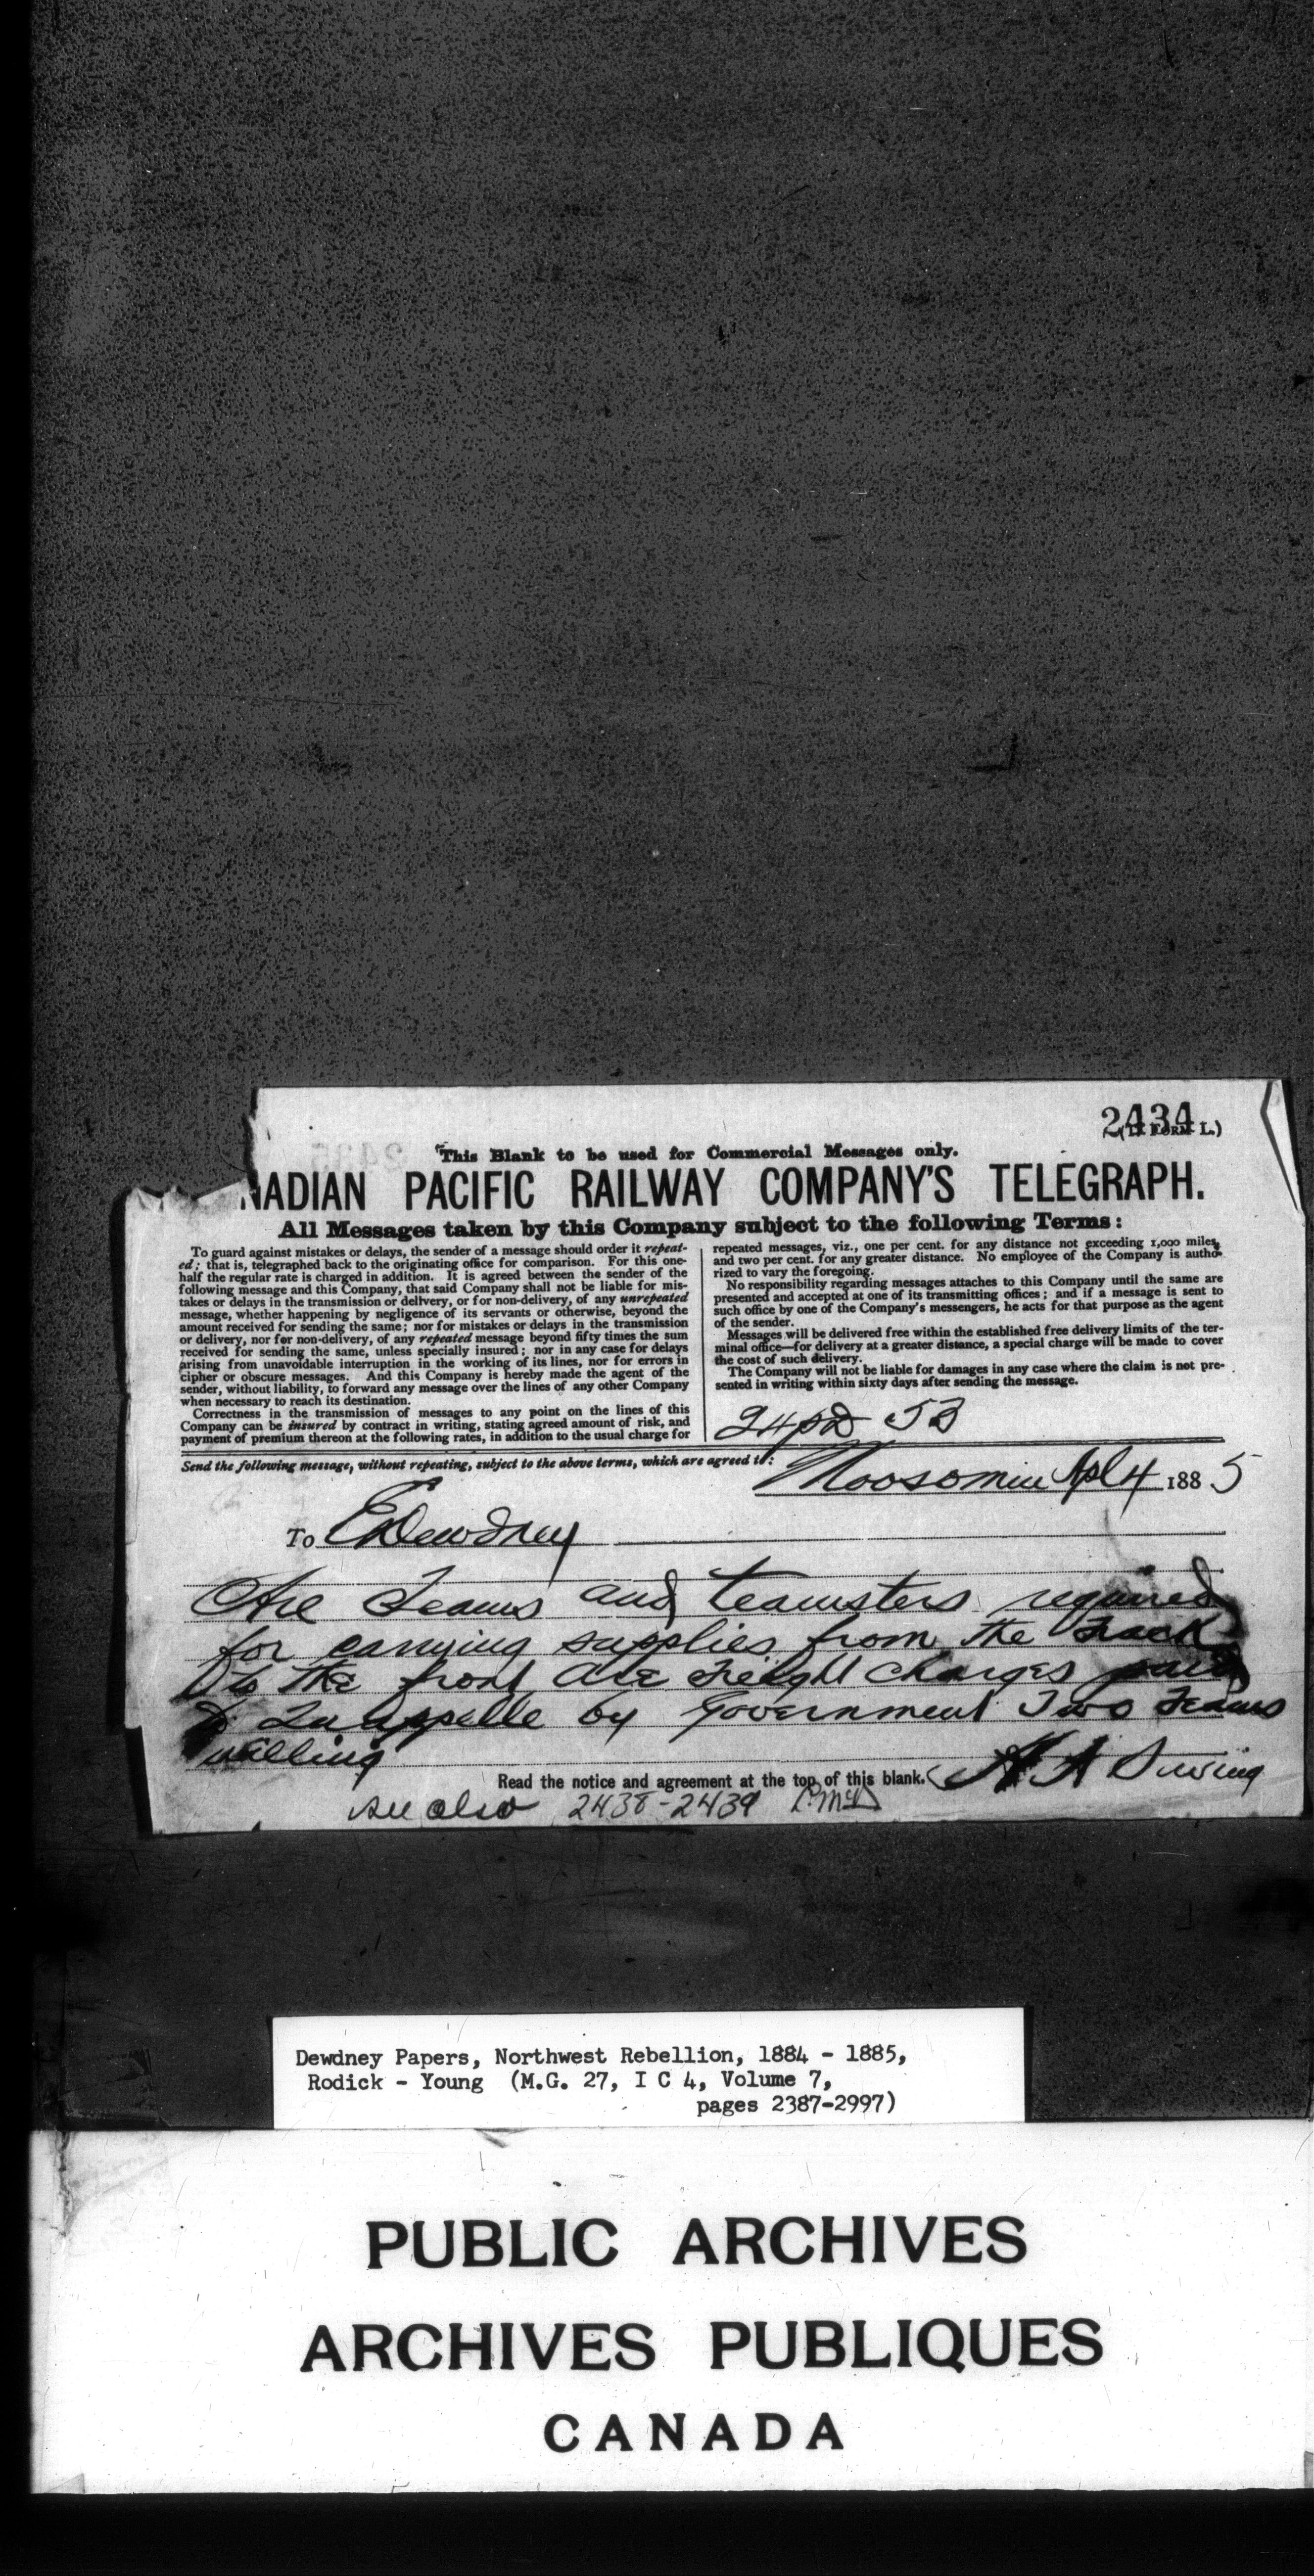 2434
(T. FORM L.)
This Blank to be used for Commercial Messages only.
NADIAN PACIFIC RAILWAY COMPANY'S TELEGRAPH.
All Messages taken by this Company subject to the following Terms:
To guard against mistakes or delays, the sender of a message should order it repeat-
ed; that is, telegraphed back to the originating office for comparison. For this one-
half the regular rate is charged in addition. It is agreed between the sender of the
following message and this Company, that said Company shall not be liable for mis-
takes or delays in the transmission or delivery, or for non-delivery, of any unrepeated
message, whether happening by negligence of its servants or otherwise, beyond the
amount received for sending the same; nor for mistakes or delays in the transmission
or delivery, nor for non-delivery, of any repeated message beyond fifty times the sum
received for sending the same, unless specially insured; nor in any case for delays
arising from unavoidable interruption in the working of its lines, nor for errors in
cipher or obscure messages. And this Company is hereby made the agent of the
sender, without liability, to forward any message over the lines of any other Company
when necessary to reach its destination.
Correctness in the transmission of messages to any point on the lines of this
Company can be insured by contract in writing, stating agreed amount of risk, and
payment of premium thereon at the following rates, in addition to the usual charge for
repeated messages, viz., one per cent. for any distance not exceeding 1,000 miles,
and two per cent. for any greater distance. No employee of the Company is autho-
rized to vary the foregoing.
No responsibility regarding messages attaches to this Company until the same are
presented and accepted at one of its transmitting offices; and if a message is sent to
such office by one of the Company's messengers, he acts for that purpose as the agent
of the sender.
Messages will be delivered free within the established free delivery limits of the ter-
minal office—for delivery at a greater distance, a special charge will be made to cover
the cost of such delivery.
The Company will not be liable for damages in any case where the claim is not pre-
sented in writing within sixty days after sending the message.
24pd 53
Send the following message, without repeating, subject to the above terms, which are agreed to:
Moosomin Apl 4 1885
To E Dewdney
Are Teams and teamsters required
for carrying supplies from the Track
to the front are freight charges paid
to Quappelle by Government Two Teams
willing
Read the notice and agreement at the top of this blank.
see also 2438-2439
Dewdney Papers, Northwest Rebellion, 1884 - 1885,
Rodick - Young (M.G. 27, I C 4, Volume 7,
pages 2387-2997)
PUBLIC ARCHIVES
ARCHIVES PUBLIQUES
CANADA